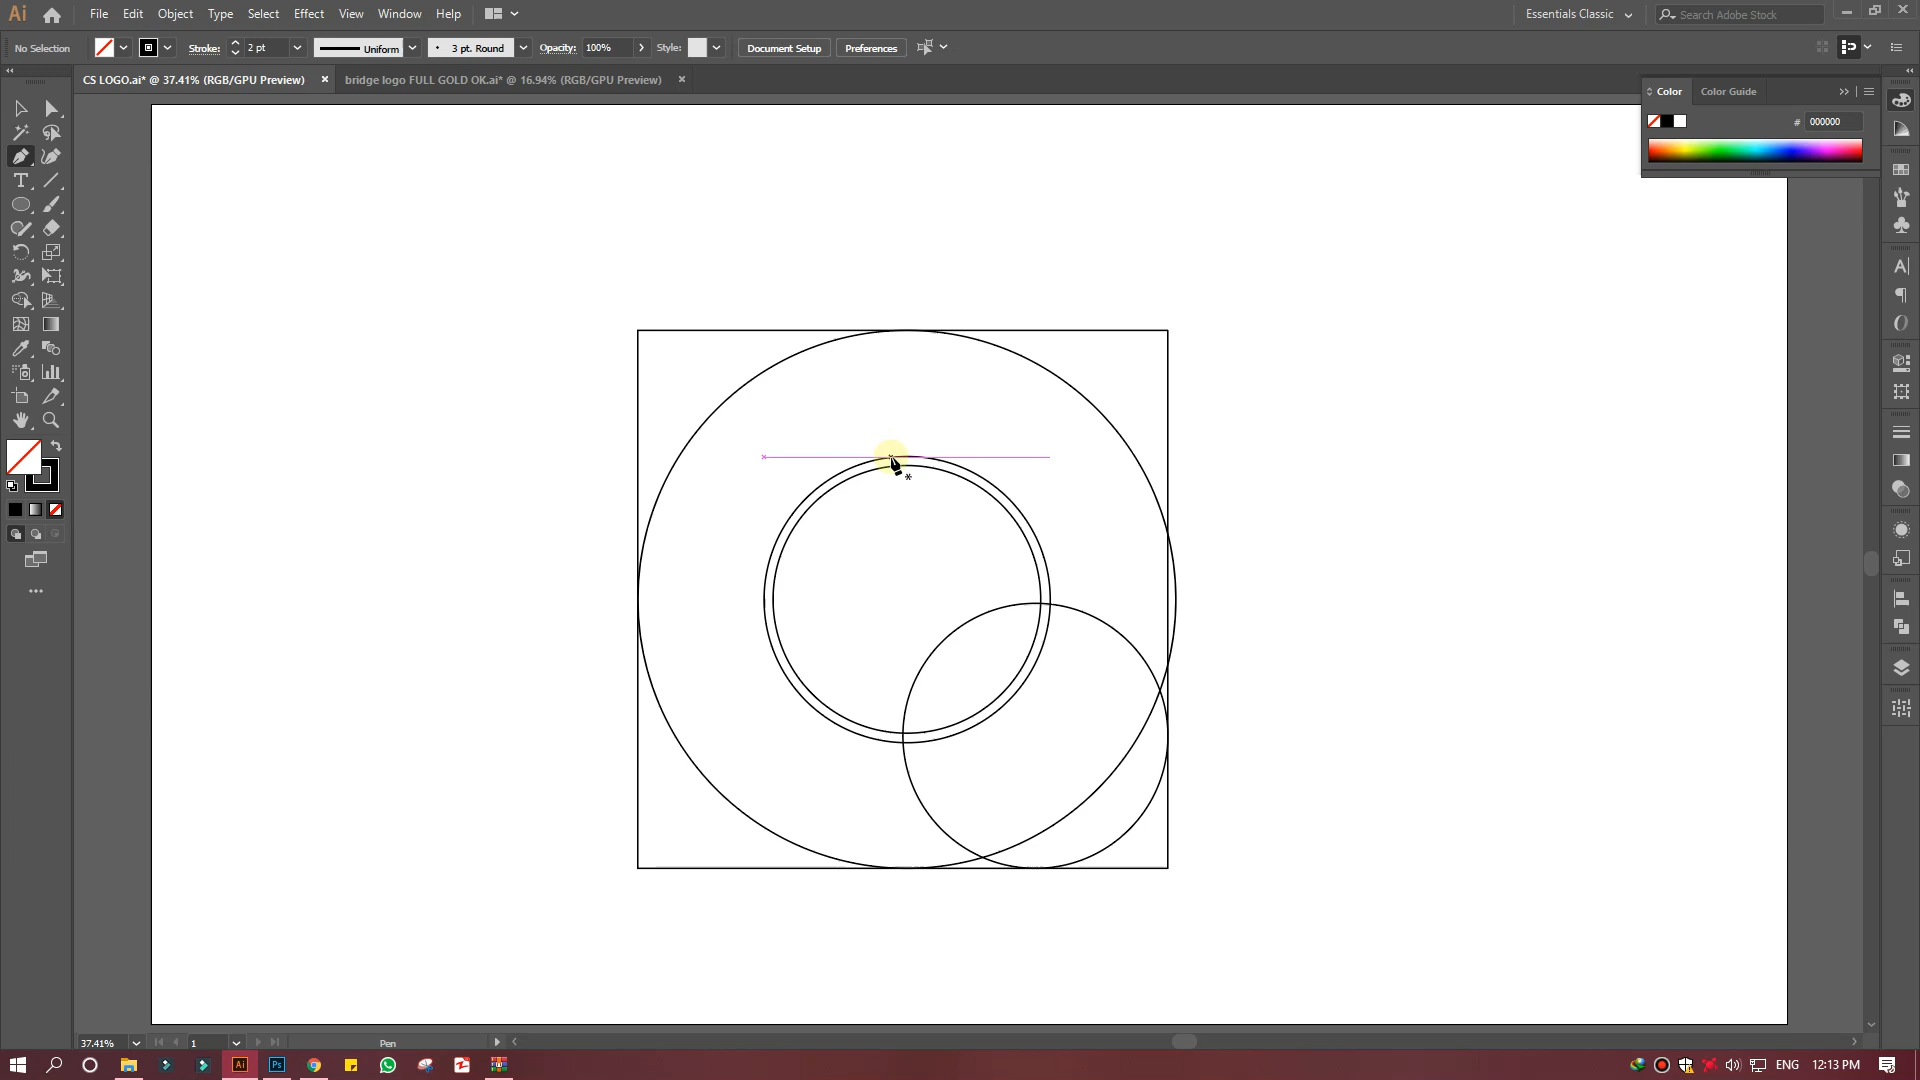 Ai File Edit Object Type Select Effect View Window Help Essentials Classic Search Adobe Stock
No Selection Stroke: 2 pt Uniform 3 pt. Round Opacity: 100% Style: Document Setup Preferences
CS LOGO.ai* @ 37.41% (RGB/GPU Preview) × bridge logo FULL GOLD OK.ai* @ 16.94% (RGB/GPU Preview) ×
Color Color Guide
# 000000
37.41% 1 Pen
Ai Ps ENG 12:13 PM